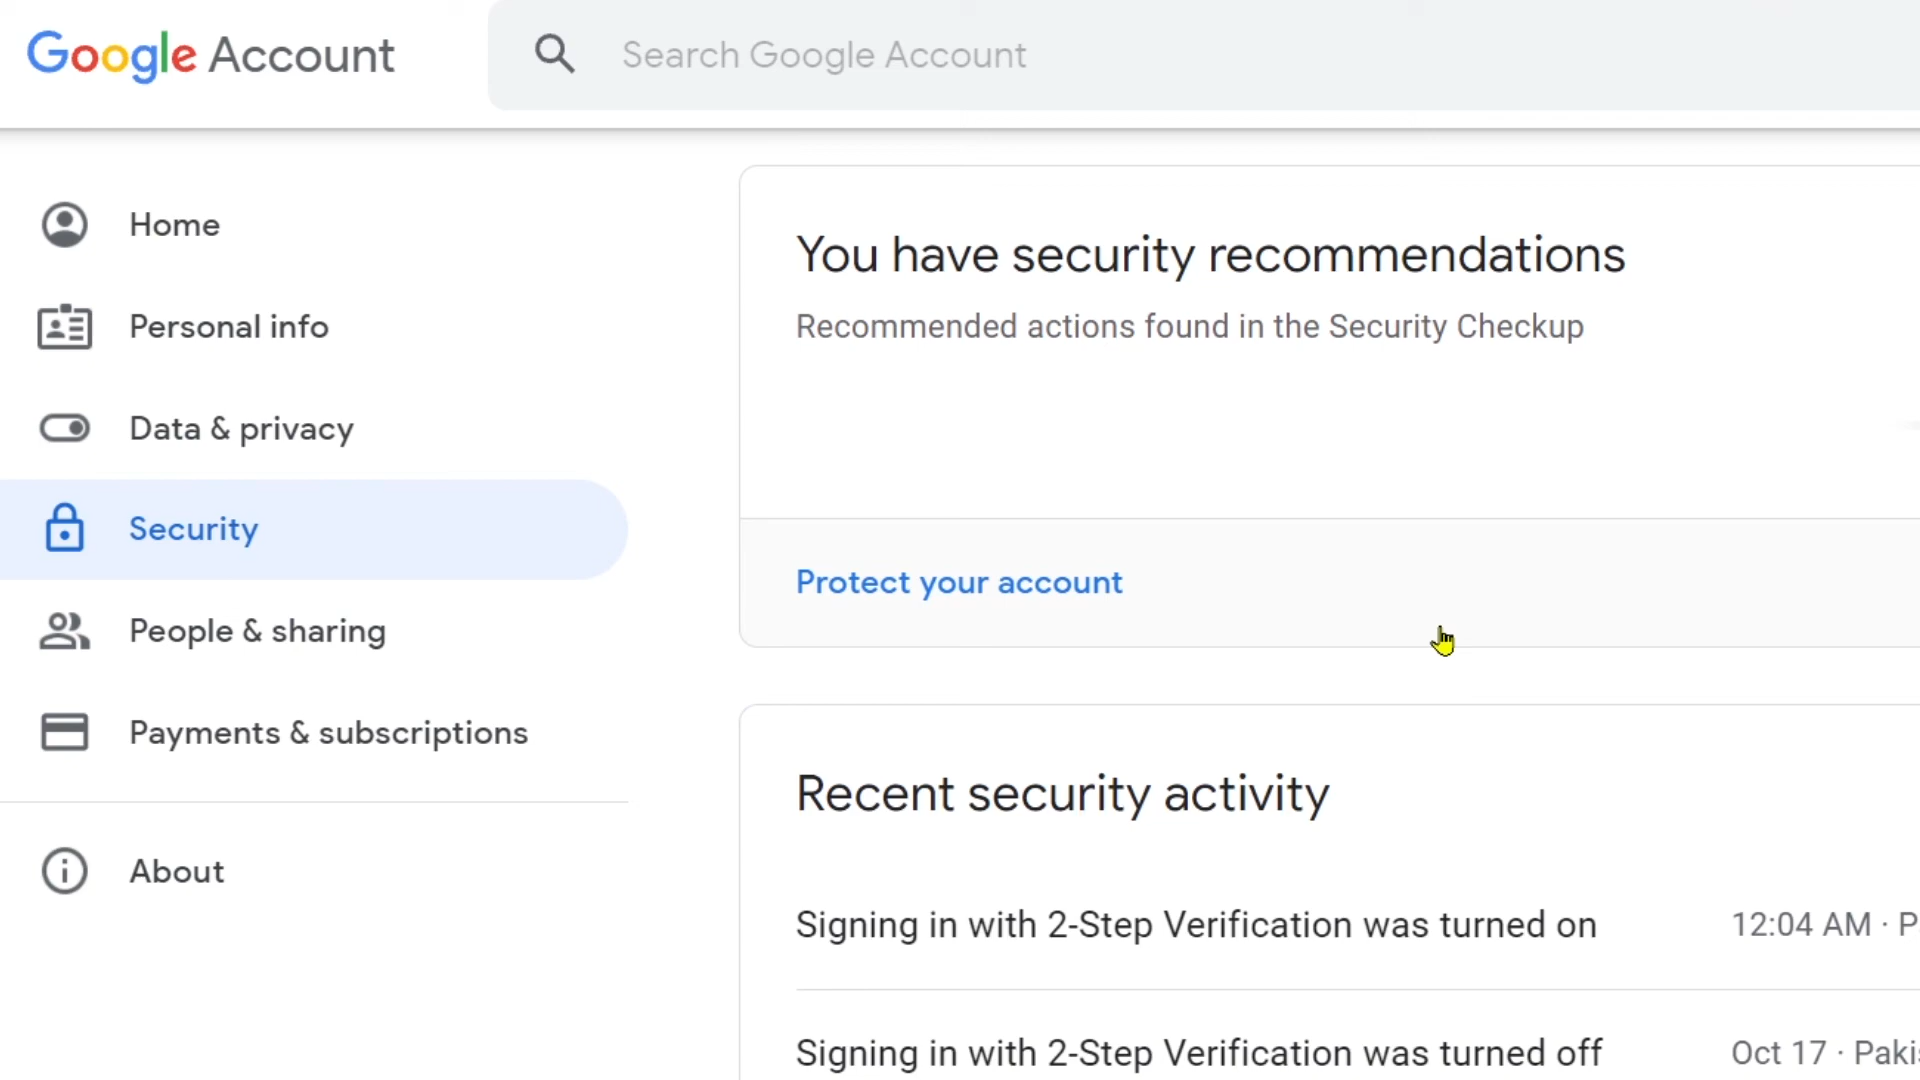 Google Account
Search Google Account
Home
Personal info
Data & privacy
Security
People & sharing
Payments & subscriptions
About
You have security recommendations
Recommended actions found in the Security Checkup
Protect your account
Recent security activity
Signing in with 2-Step Verification was turned on 12:04 AM ·
Signing in with 2-Step Verification was turned off Oct 17 ·